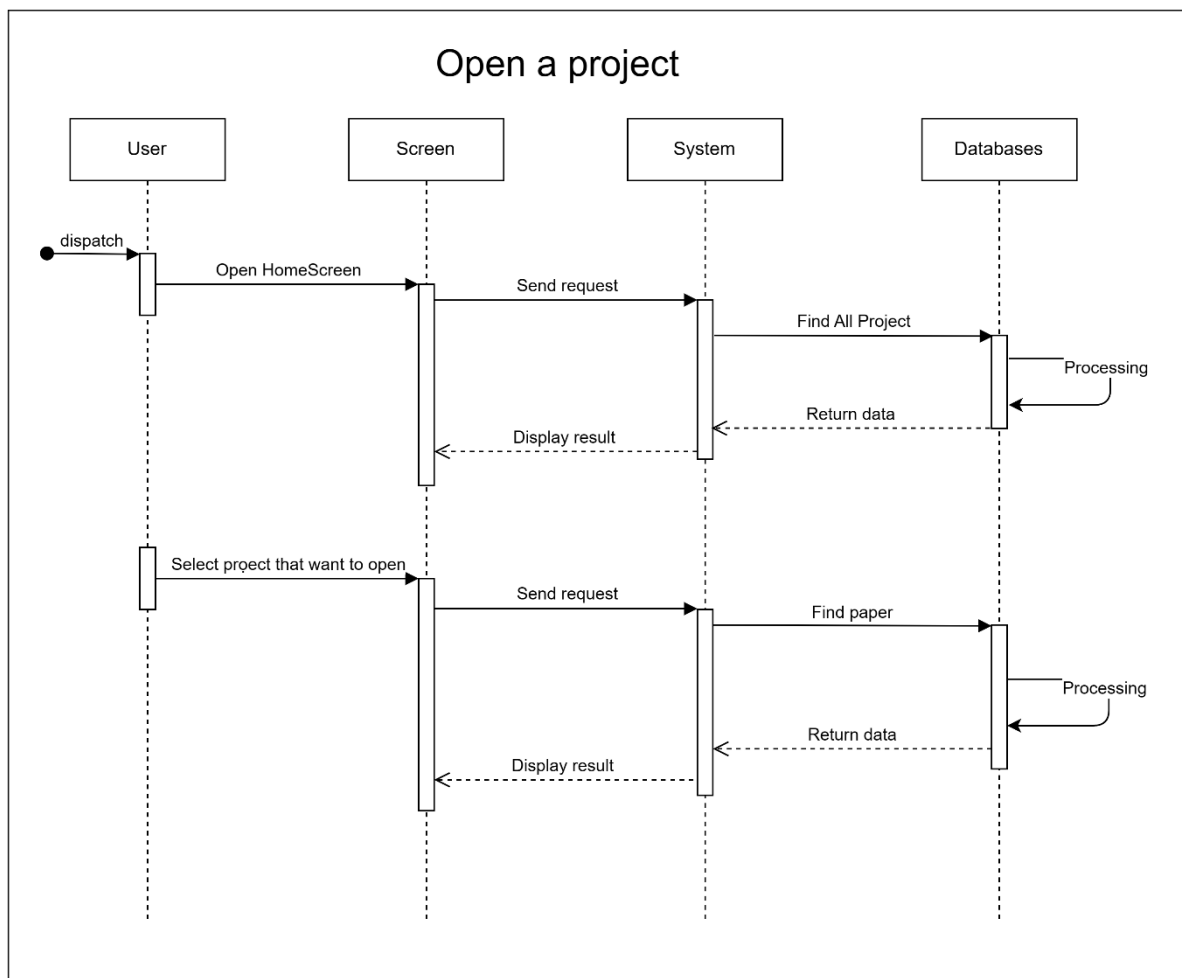 Open a project
User
Screen
System
Databases
dispatch
Open HomeScreen
Send request
Find All Project
Processing
Return data
Display result
Select project that want to open
Send request
Find paper
Processing
Return data
Display result